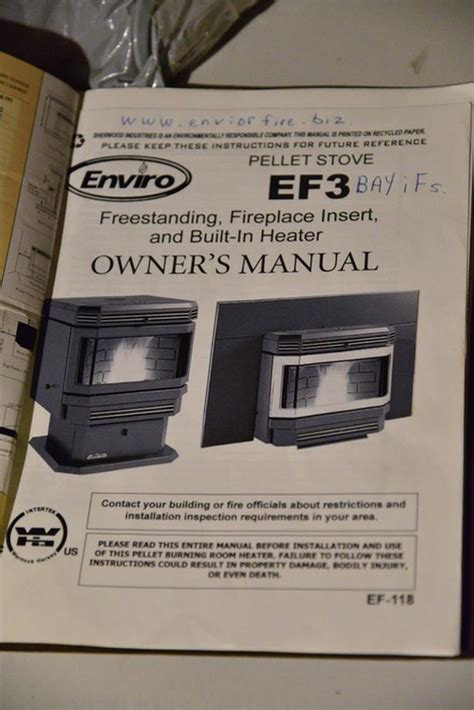 www.enviorfire.biz.
SHERWOOD INDUSTRIES IS AN ENVIRONMENTALLY RESPONSIBLE COMPANY. THIS MANUAL IS PRINTED ON RECYCLED PAPER.
PLEASE KEEP THESE INSTRUCTIONS FOR FUTURE REFERENCE
PELLET STOVE
Enviro
EF3 BAY iFs.
Freestanding, Fireplace Insert,
and Built-In Heater
OWNER'S MANUAL
Enviro
Contact your building or fire officials about restrictions and
installation inspection requirements in your area.
INTERTEK
Warnock Hersey
US
PLEASE READ THIS ENTIRE MANUAL BEFORE INSTALLATION AND USE
OF THIS PELLET BURNING ROOM HEATER. FAILURE TO FOLLOW THESE
INSTRUCTIONS COULD RESULT IN PROPERTY DAMAGE, BODILY INJURY,
OR EVEN DEATH.
EF-118